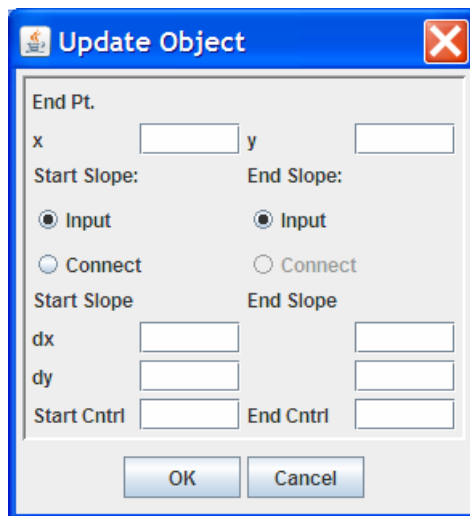 Update Object
End Pt.
x y
Start Slope: End Slope:
Input Input
Connect Connect
Start Slope End Slope
dx
dy
Start Cntrl End Cntrl
OK Cancel